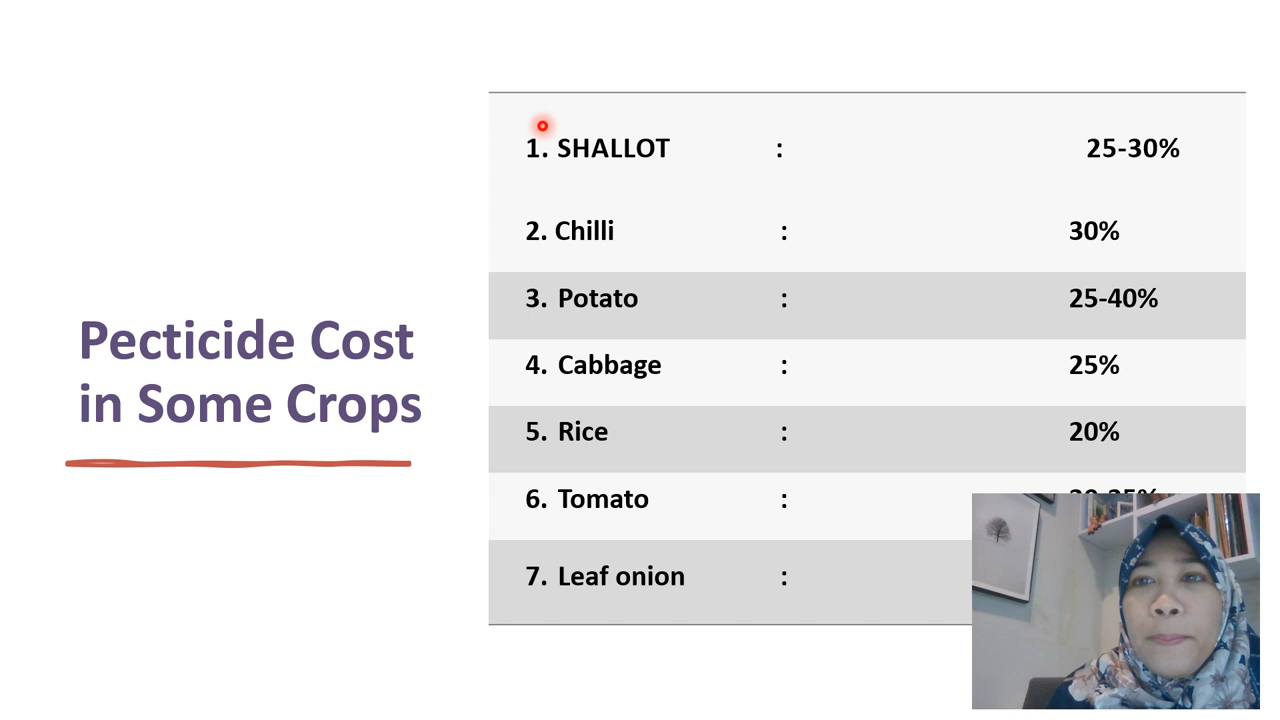 Pecticide Cost
in Some Crops
1. SHALLOT : 25-30%
2. Chilli : 30%
3. Potato : 25-40%
4. Cabbage : 25%
5. Rice : 20%
6. Tomato :
7. Leaf onion :